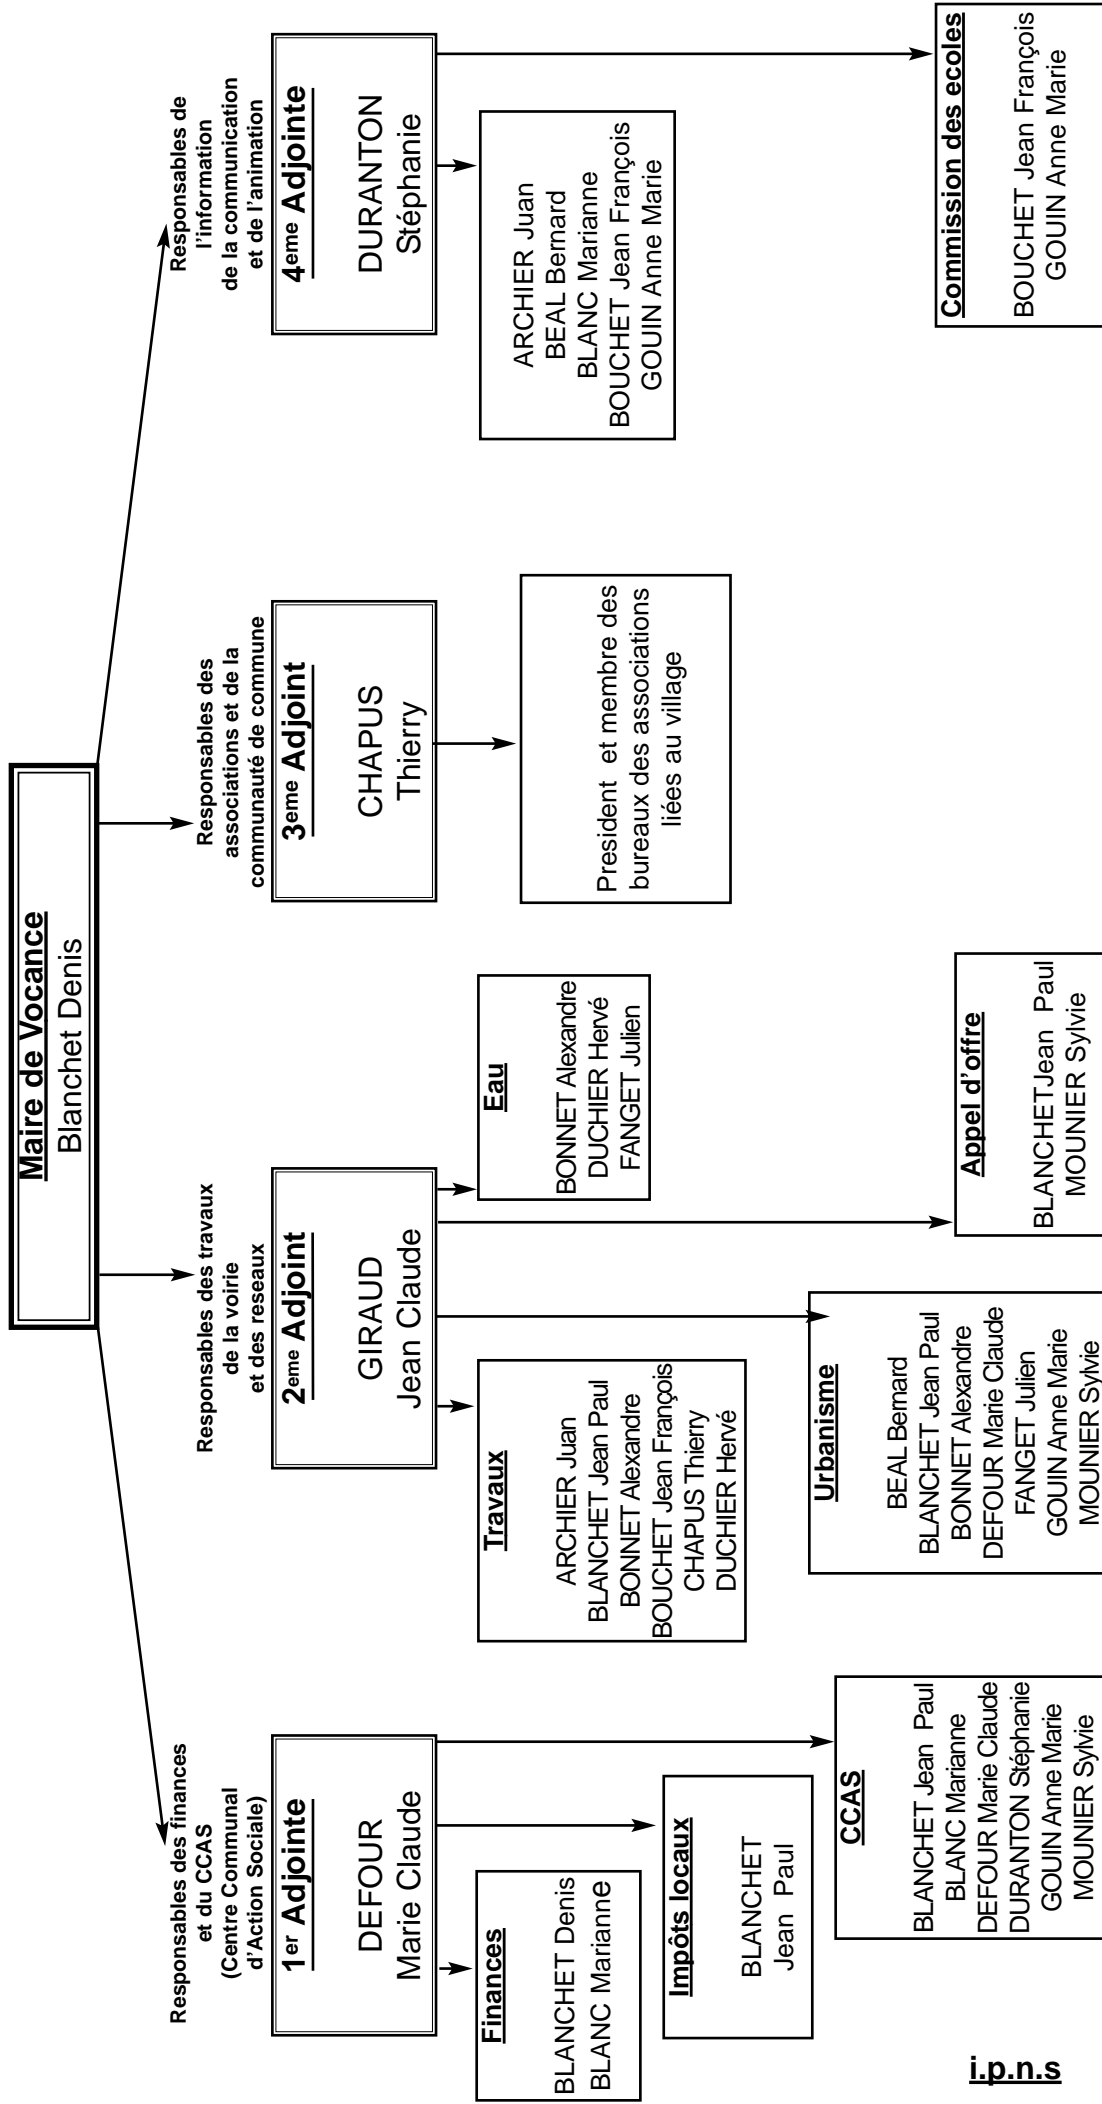 Maire de Vocance
Blanchet Denis
Responsables des finances
et du CCAS
(Centre Communal
d'Action Sociale)
1er Adjointe
DEFOUR
Marie Claude
Finances
BLANCHET Denis
BLANC Marianne
Impôts locaux
BLANCHET
Jean Paul
CCAS
BLANCHET Jean Paul
BLANC Marianne
DEFOUR Marie Claude
DURANTON Stéphanie
GOUIN Anne Marie
MOUNIER Sylvie
Responsables des travaux
de la voirie
et des reseaux
2eme Adjoint
GIRAUD
Jean Claude
Travaux
ARCHIER Juan
BLANCHET Jean Paul
BONNET Alexandre
BOUCHET Jean François
CHAPUS Thierry
DUCHIER Hervé
Urbanisme
BEAL Bernard
BLANCHET Jean Paul
BONNET Alexandre
DEFOUR Marie Claude
FANGET Julien
GOUIN Anne Marie
MOUNIER Sylvie
Eau
BONNET Alexandre
DUCHIER Hervé
FANGET Julien
Appel d'offre
BLANCHETJean Paul
MOUNIER Sylvie
Responsables des
associations et de la
communauté de commune
3eme Adjoint
CHAPUS
Thierry
President et membre des
bureaux des associations
liées au village
Responsables de
l'information
de la communication
et de l'animation
4eme Adjointe
DURANTON
Stéphanie
ARCHIER Juan
BEAL Bernard
BLANC Marianne
BOUCHET Jean François
GOUIN Anne Marie
Commission des ecoles
BOUCHET Jean François
GOUIN Anne Marie
i.p.n.s